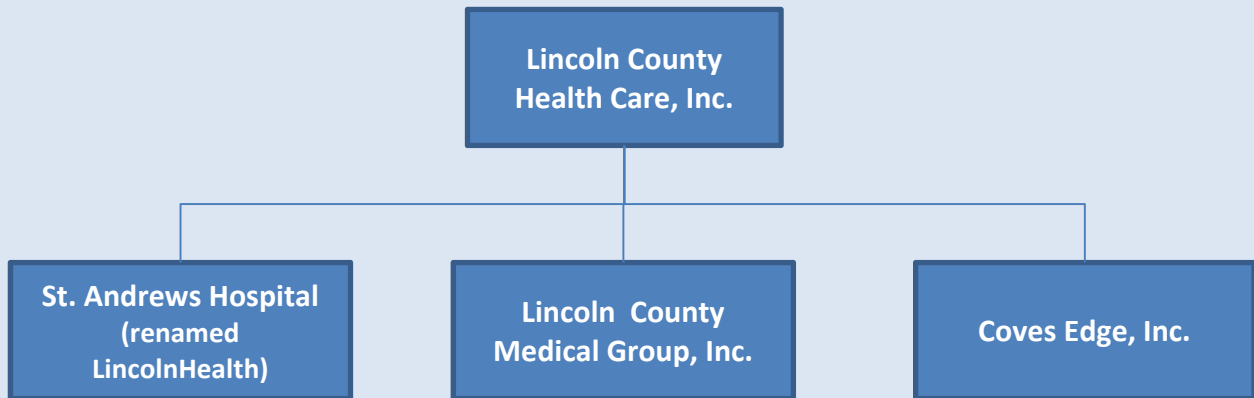 Lincoln County
Health Care, Inc.
St. Andrews Hospital
(renamed
LincolnHealth)
Lincoln County
Medical Group, Inc.
Coves Edge, Inc.